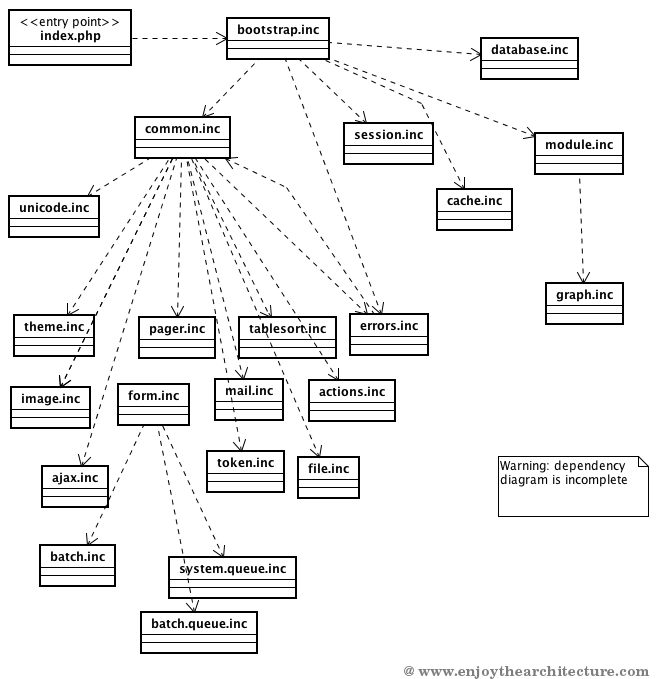 <<entry point>>
index.php
bootstrap.inc
database.inc
common.inc
session.inc
module.inc
unicode.inc
cache.inc
graph.inc
theme.inc
pager.inc
tablesort.inc
errors.inc
image.inc
form.inc
mail.inc
actions.inc
ajax.inc
token.inc
file.inc
Warning: dependency
diagram is incomplete
batch.inc
system.queue.inc
batch.queue.inc
@ www.enjoythearchitecture.com